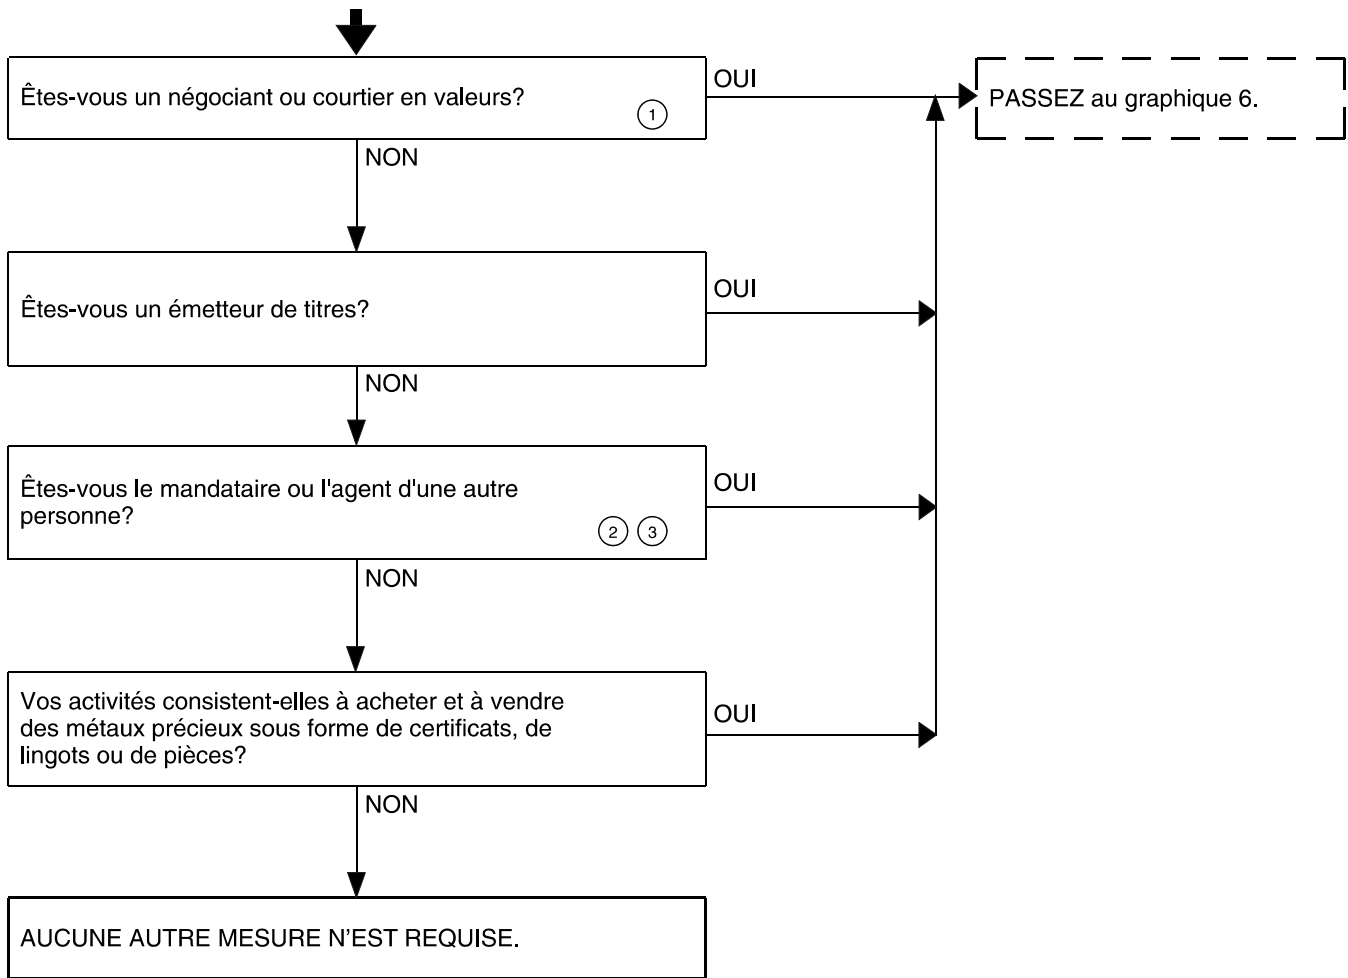 Êtes-vous un négociant ou courtier en valeurs?
1
OUI
PASSEZ au graphique 6.
NON
Êtes-vous un émetteur de titres?
OUI
NON
Êtes-vous le mandataire ou l'agent d'une autre
personne?
2 3
OUI
NON
Vos activités consistent-elles à acheter et à vendre
des métaux précieux sous forme de certificats, de
lingots ou de pièces?
OUI
NON
AUCUNE AUTRE MESURE N'EST REQUISE.